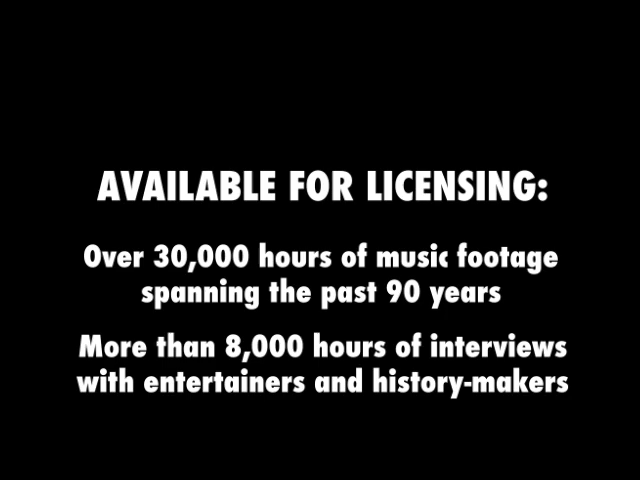 AVAILABLE FOR LICENSING:
Over 30,000 hours of music footage
spanning the past 90 years
More than 8,000 hours of interviews
with entertainers and history-makers